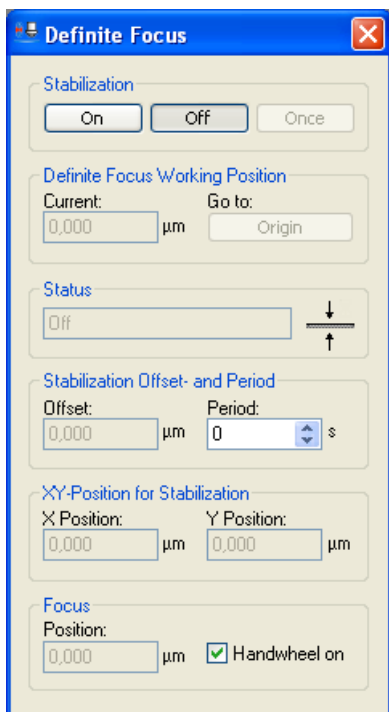 Definite Focus
Stabilization
On Off Once
Definite Focus Working Position
Current: Go to:
0,000 µm Origin
Status
Off
Stabilization Offset- and Period
Offset: Period:
0,000 µm 0 s
XY-Position for Stabilization
X Position: Y Position:
0,000 µm 0,000 µm
Focus
Position:
0,000 µm Handwheel on